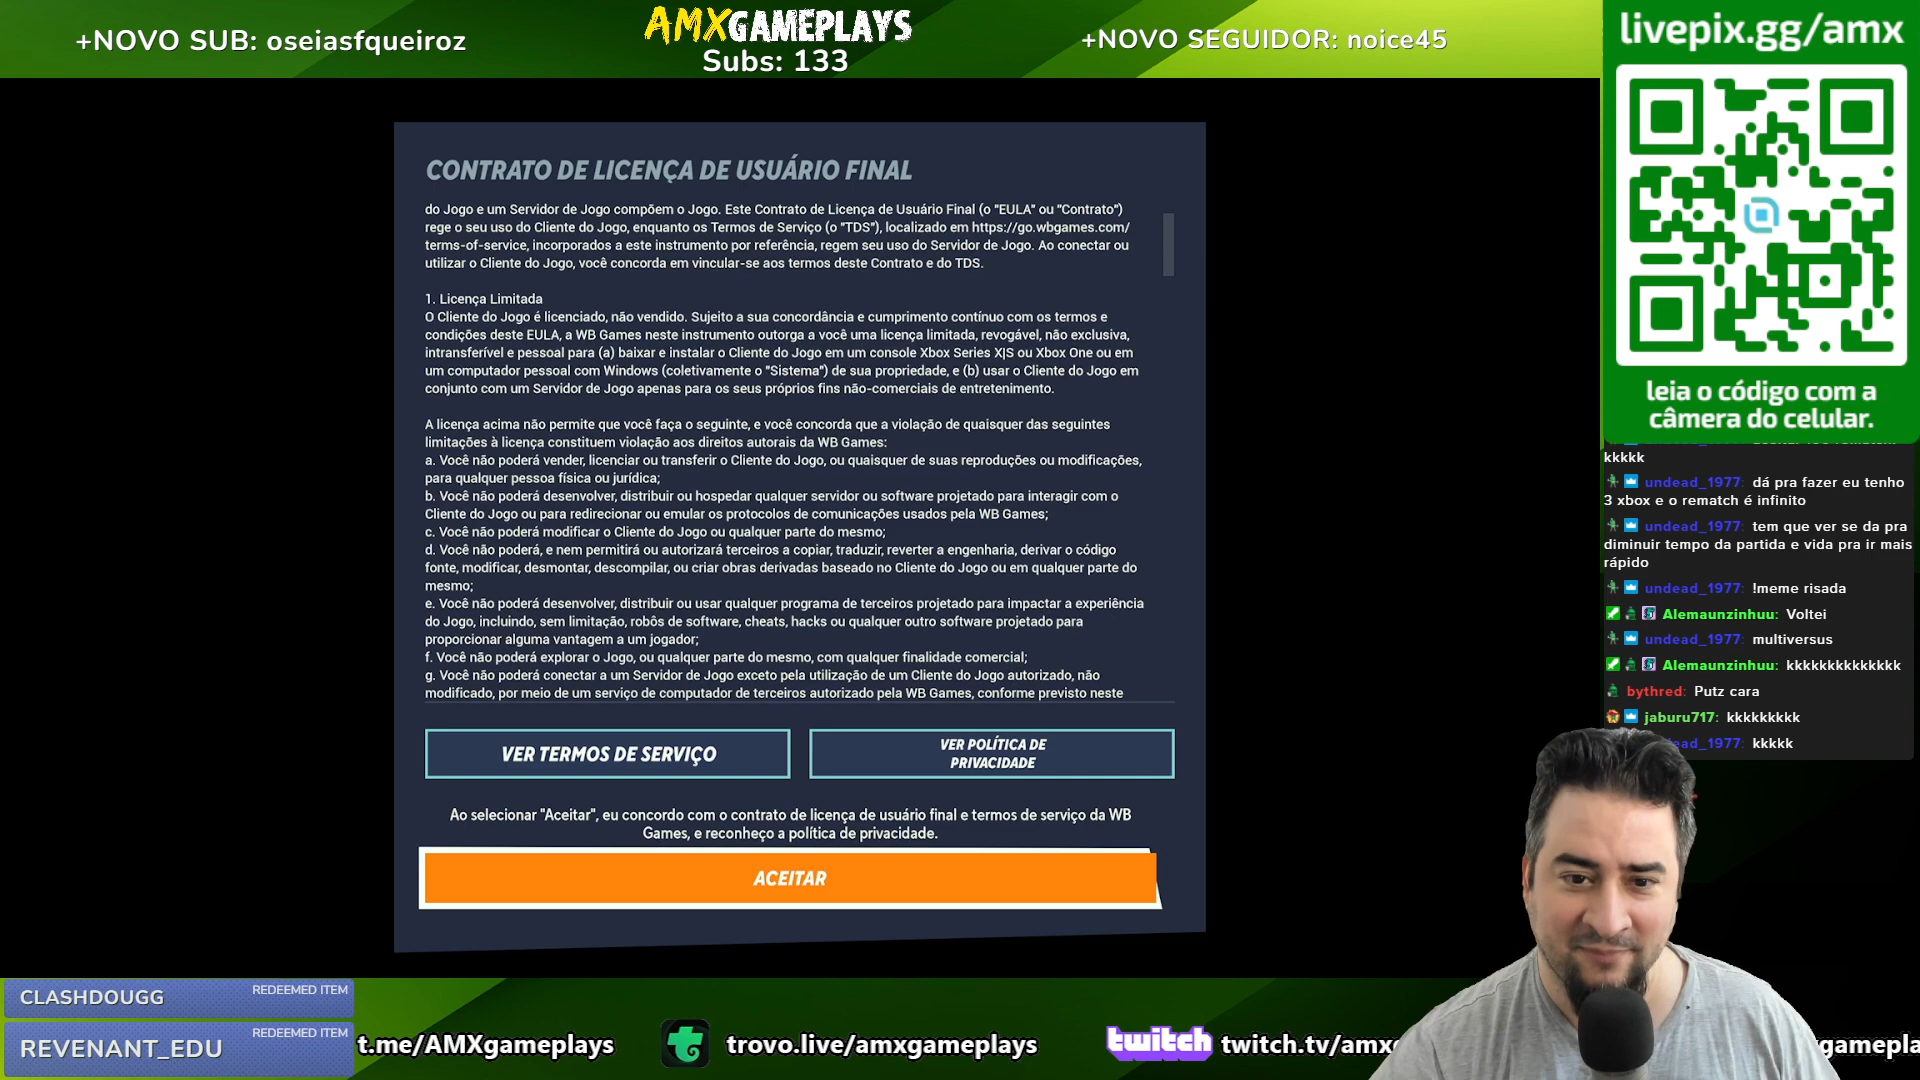 +NOVO SUB: oseiasfqueiroz
AMXGAMEPLAYS
Subs: 133
+NOVO SEGUIDOR: noice45
livepix.gg/amx
leia o código com a
câmera do celular.
CONTRATO DE LICENÇA DE USUÁRIO FINAL
do Jogo e um Servidor de Jogo compõem o Jogo. Este Contrato de Licença de Usuário Final (o "EULA" ou "Contrato")
rege o seu uso do Cliente do Jogo, enquanto os Termos de Serviço (o "TDS"), localizado em https://go.wbgames.com/
terms-of-service, incorporados a este instrumento por referência, regem seu uso do Servidor de Jogo. Ao conectar ou
utilizar o Cliente do Jogo, você concorda em vincular-se aos termos deste Contrato e do TDS.
1. Licença Limitada
O Cliente do Jogo é licenciado, não vendido. Sujeito a sua concordância e cumprimento contínuo com os termos e
condições deste EULA, a WB Games neste instrumento outorga a você uma licença limitada, revogável, não exclusiva,
intransferível e pessoal para (a) baixar e instalar o Cliente do Jogo em um console Xbox Series X|S ou Xbox One ou em
um computador pessoal com Windows (coletivamente o "Sistema") de sua propriedade, e (b) usar o Cliente do Jogo em
conjunto com um Servidor de Jogo apenas para os seus próprios fins não-comerciais de entretenimento.
A licença acima não permite que você faça o seguinte, e você concorda que a violação de quaisquer das seguintes
limitações à licença constituem violação aos direitos autorais da WB Games:
a. Você não poderá vender, licenciar ou transferir o Cliente do Jogo, ou quaisquer de suas reproduções ou modificações,
para qualquer pessoa física ou jurídica;
b. Você não poderá desenvolver, distribuir ou hospedar qualquer servidor ou software projetado para interagir com o
Cliente do Jogo ou para redirecionar ou emular os protocolos de comunicações usados pela WB Games;
c. Você não poderá modificar o Cliente do Jogo ou qualquer parte do mesmo;
d. Você não poderá, e nem permitirá ou autorizará terceiros a copiar, traduzir, reverter a engenharia, derivar o código
fonte, modificar, desmontar, descompilar, ou criar obras derivadas baseado no Cliente do Jogo ou em qualquer parte do
mesmo;
e. Você não poderá desenvolver, distribuir ou usar qualquer programa de terceiros projetado para impactar a experiência
do Jogo, incluindo, sem limitação, robôs de software, cheats, hacks ou qualquer outro software projetado para
proporcionar alguma vantagem a um jogador;
f. Você não poderá explorar o Jogo, ou qualquer parte do mesmo, com qualquer finalidade comercial;
g. Você não poderá conectar a um Servidor de Jogo exceto pela utilização de um Cliente do Jogo autorizado, não
modificado, por meio de um serviço de computador de terceiros autorizado pela WB Games, conforme previsto neste
VER TERMOS DE SERVIÇO
VER POLÍTICA DE
PRIVACIDADE
Ao selecionar "Aceitar", eu concordo com o contrato de licença de usuário final e termos de serviço da WB
Games, e reconheço a política de privacidade.
ACEITAR
kkkkk
undead_1977: dá pra fazer eu tenho
3 xbox e o rematch é infinito
undead_1977: tem que ver se da pra
diminuir tempo da partida e vida pra ir mais
rápido
undead_1977: !meme risada
Alemaunzinhuu: Voltei
undead_1977: multiversus
Alemaunzinhuu: kkkkkkkkkkkkkk
bythred: Putz cara
jaburu717: kkkkkkkkk
ead_1977: kkkkk
CLASHDOUGG
REDEEMED ITEM
REVENANT_EDU
REDEEMED ITEM
t.me/AMXgameplays
trovo.live/amxgameplays
twitch
twitch.tv/amx
gamepla